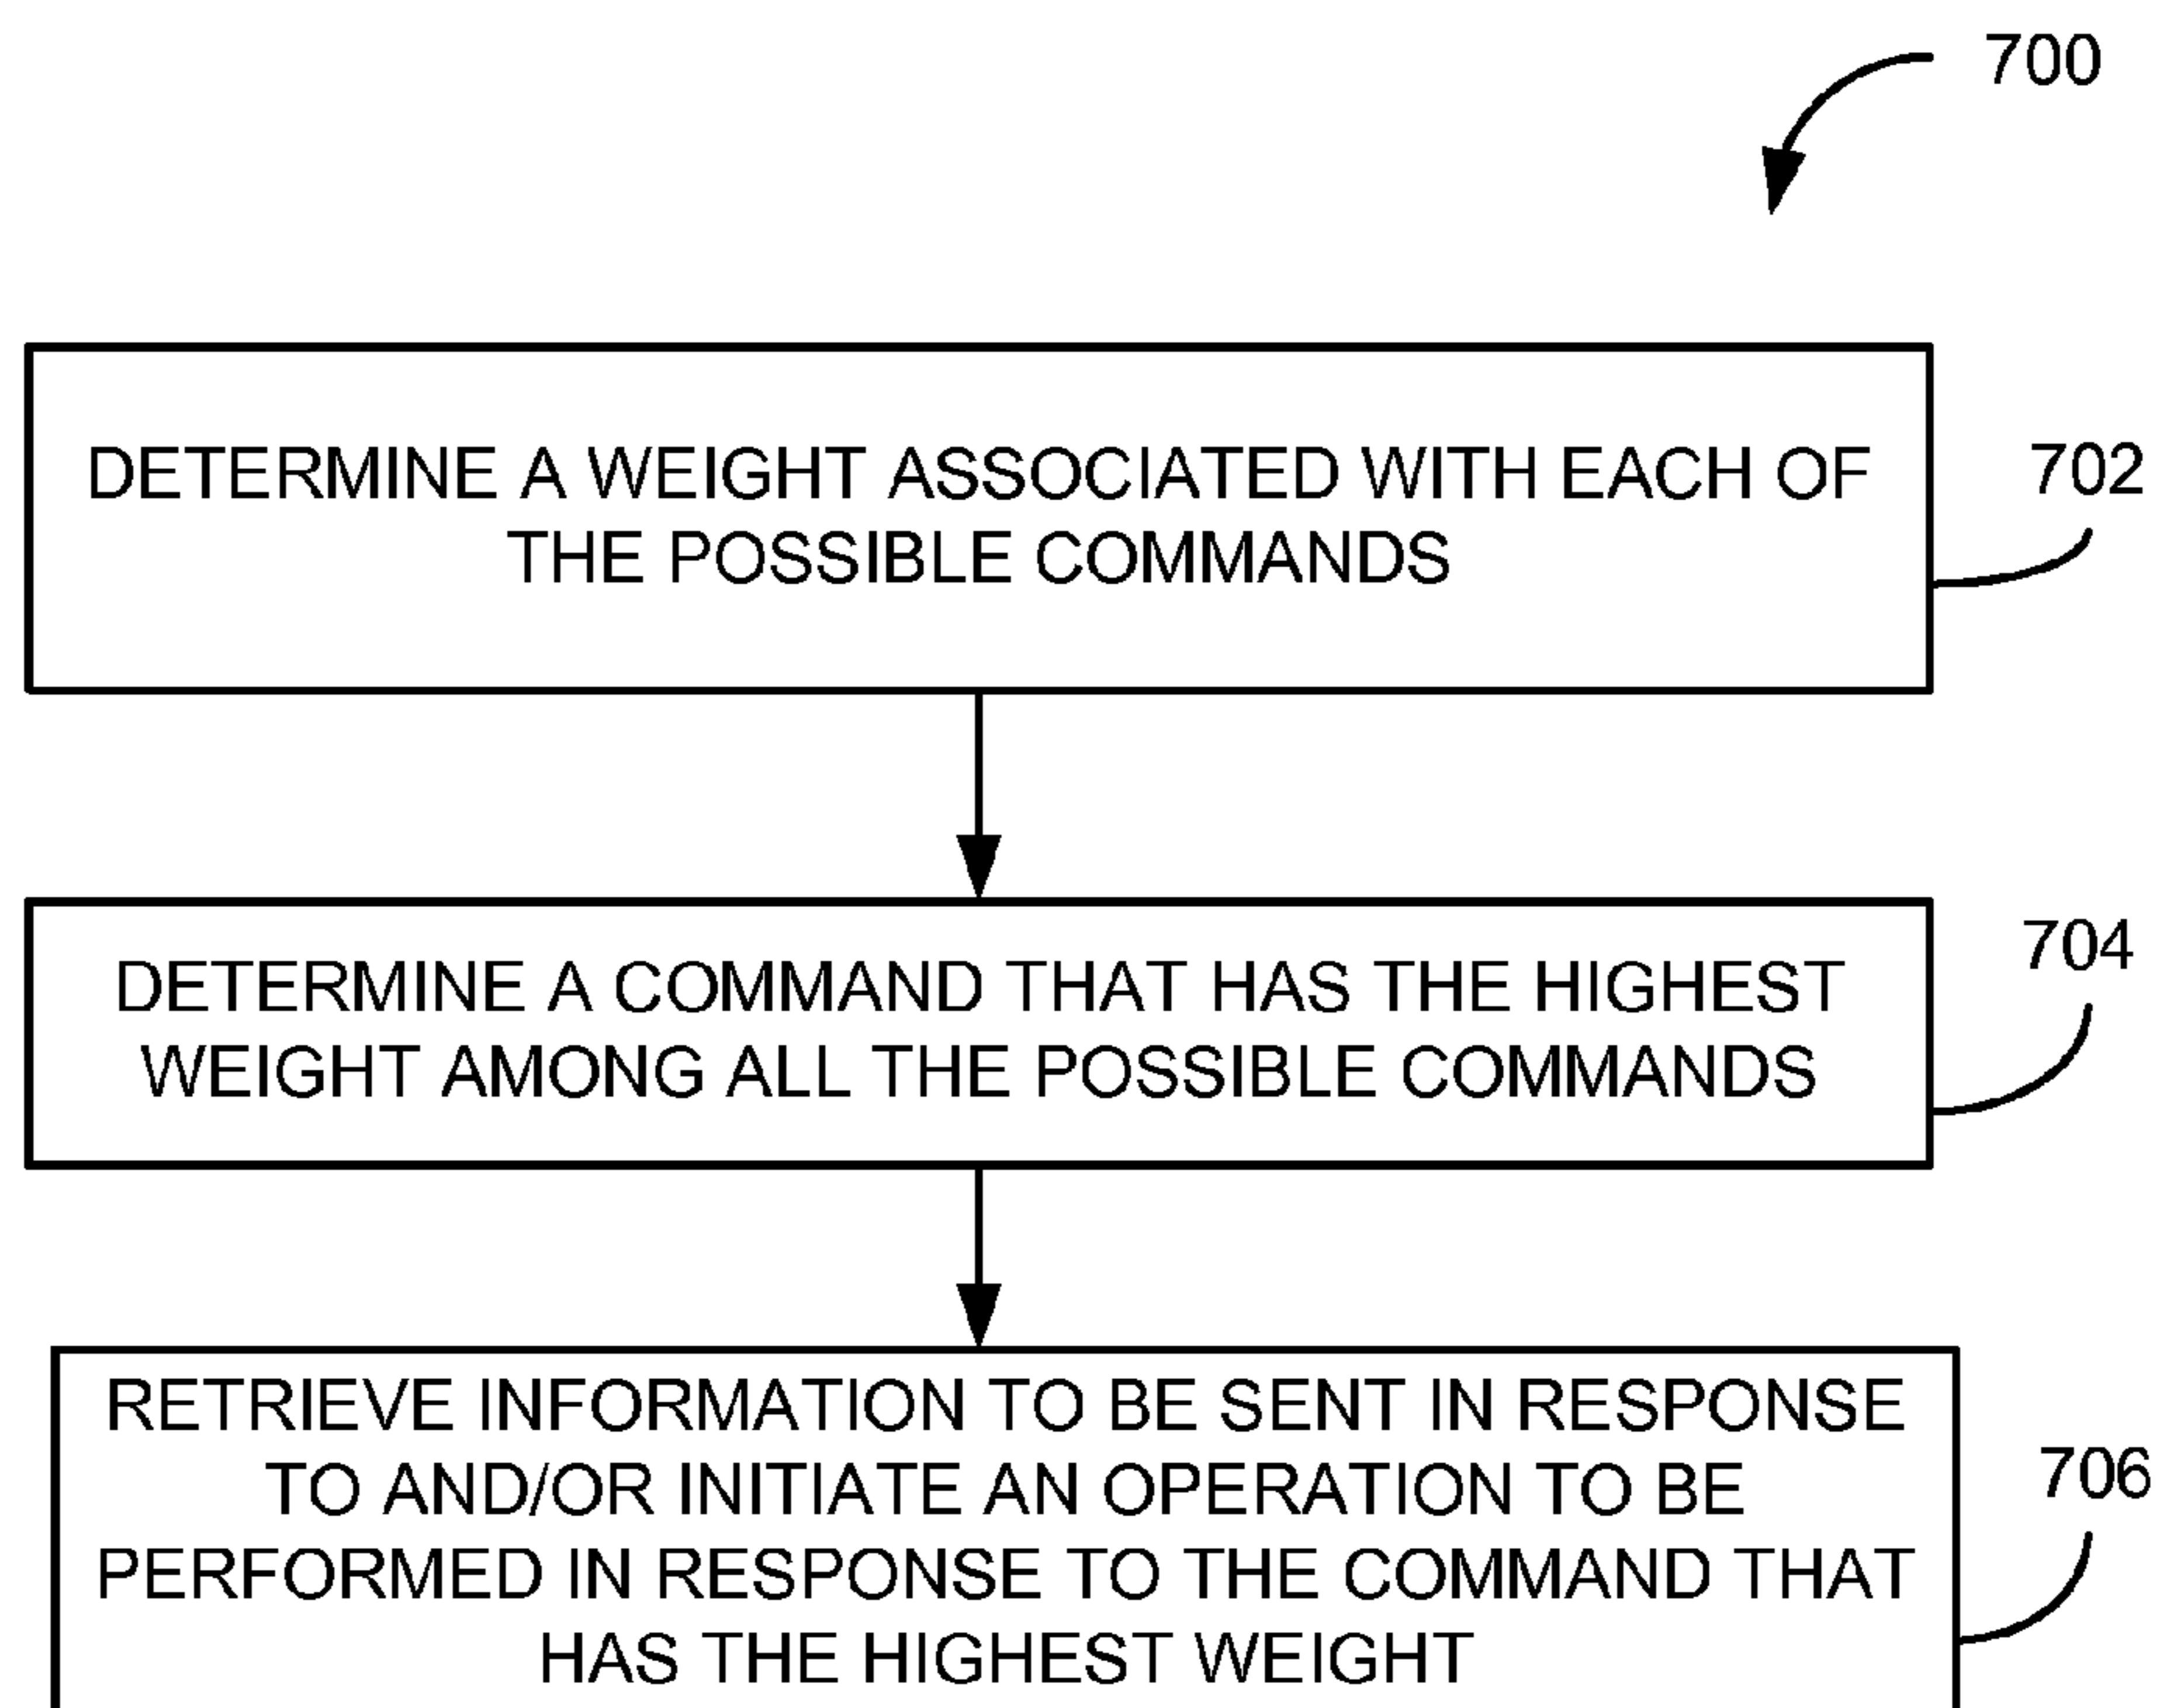 700
DETERMINE A WEIGHT ASSOCIATED WITH EACH OF
THE POSSIBLE COMMANDS
702
DETERMINE A COMMAND THAT HAS THE HIGHEST
WEIGHT AMONG ALL THE POSSIBLE COMMANDS
704
RETRIEVE INFORMATION TO BE SENT IN RESPONSE
TO AND/OR INITIATE AN OPERATION TO BE
PERFORMED IN RESPONSE TO THE COMMAND THAT
HAS THE HIGHEST WEIGHT
706